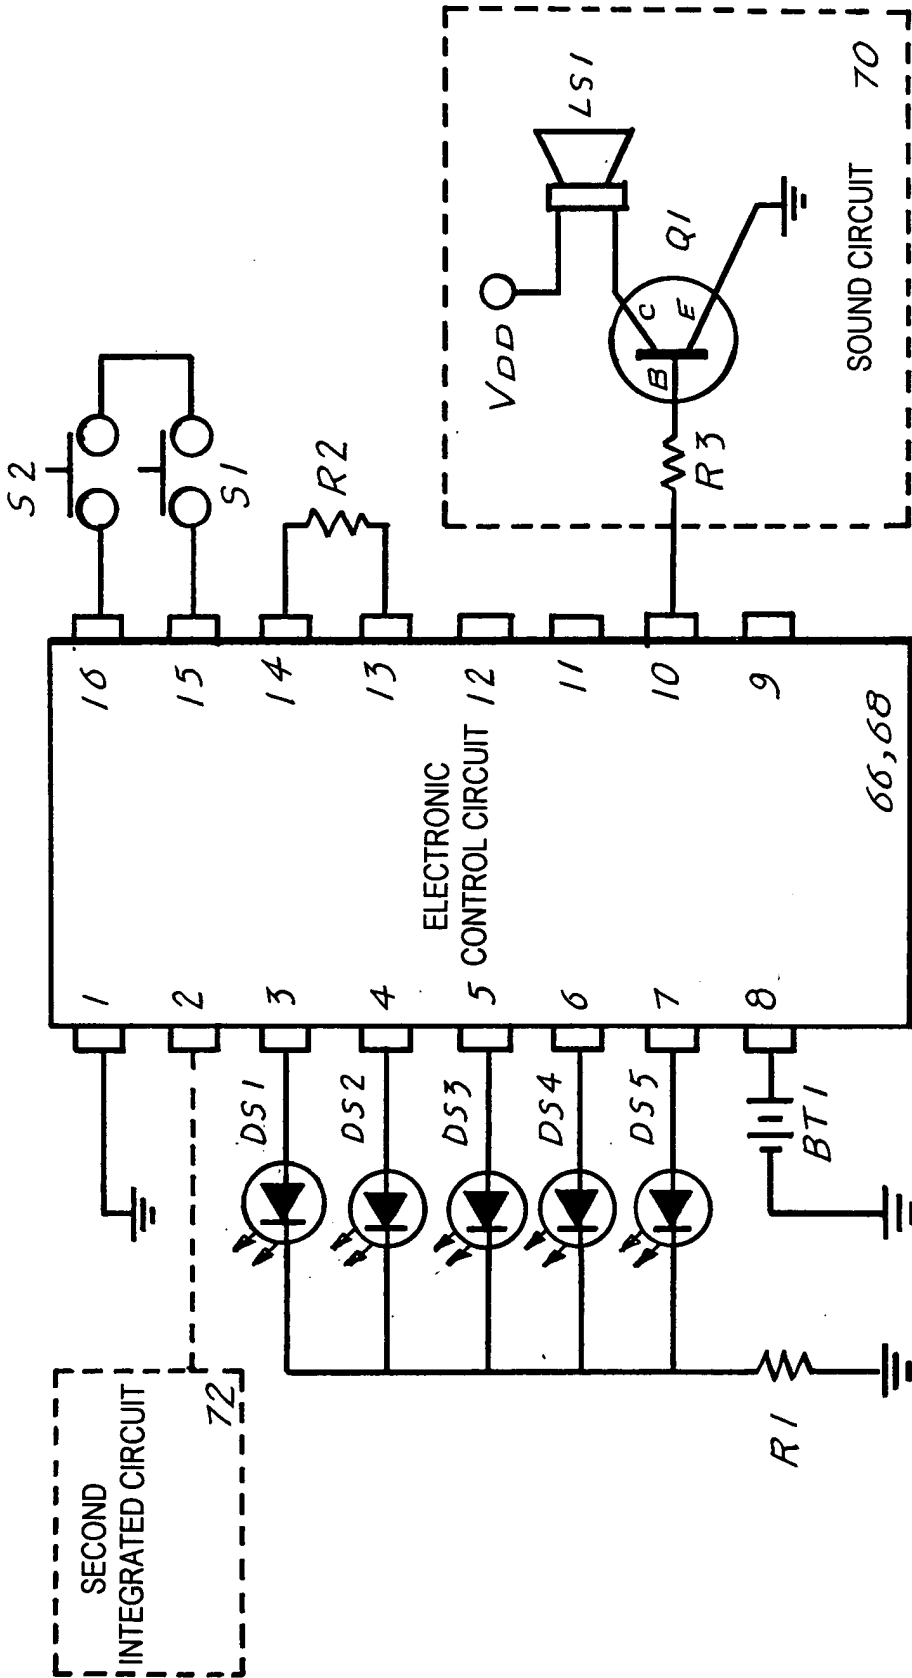 SECOND
INTEGRATED CIRCUIT
72
1
2
3
4
5
6
7
8
DS1
DS2
DS3
DS4
DS5
BT1
R1
ELECTRONIC
CONTROL CIRCUIT
66,68
16
15
14
13
12
11
10
9
S2
S1
R2
R3
VDD
LS1
Q1
B
C
E
SOUND CIRCUIT
70